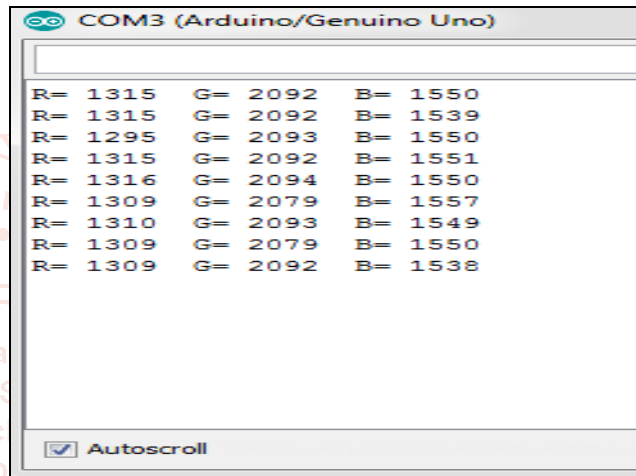 COM3 (Arduino/Genuino Uno)
R= 1315 G= 2092 B= 1550
R= 1315 G= 2092 B= 1539
R= 1295 G= 2093 B= 1550
R= 1315 G= 2092 B= 1551
R= 1316 G= 2094 B= 1550
R= 1309 G= 2079 B= 1557
R= 1310 G= 2093 B= 1549
R= 1309 G= 2079 B= 1550
R= 1309 G= 2092 B= 1538
Autoscroll